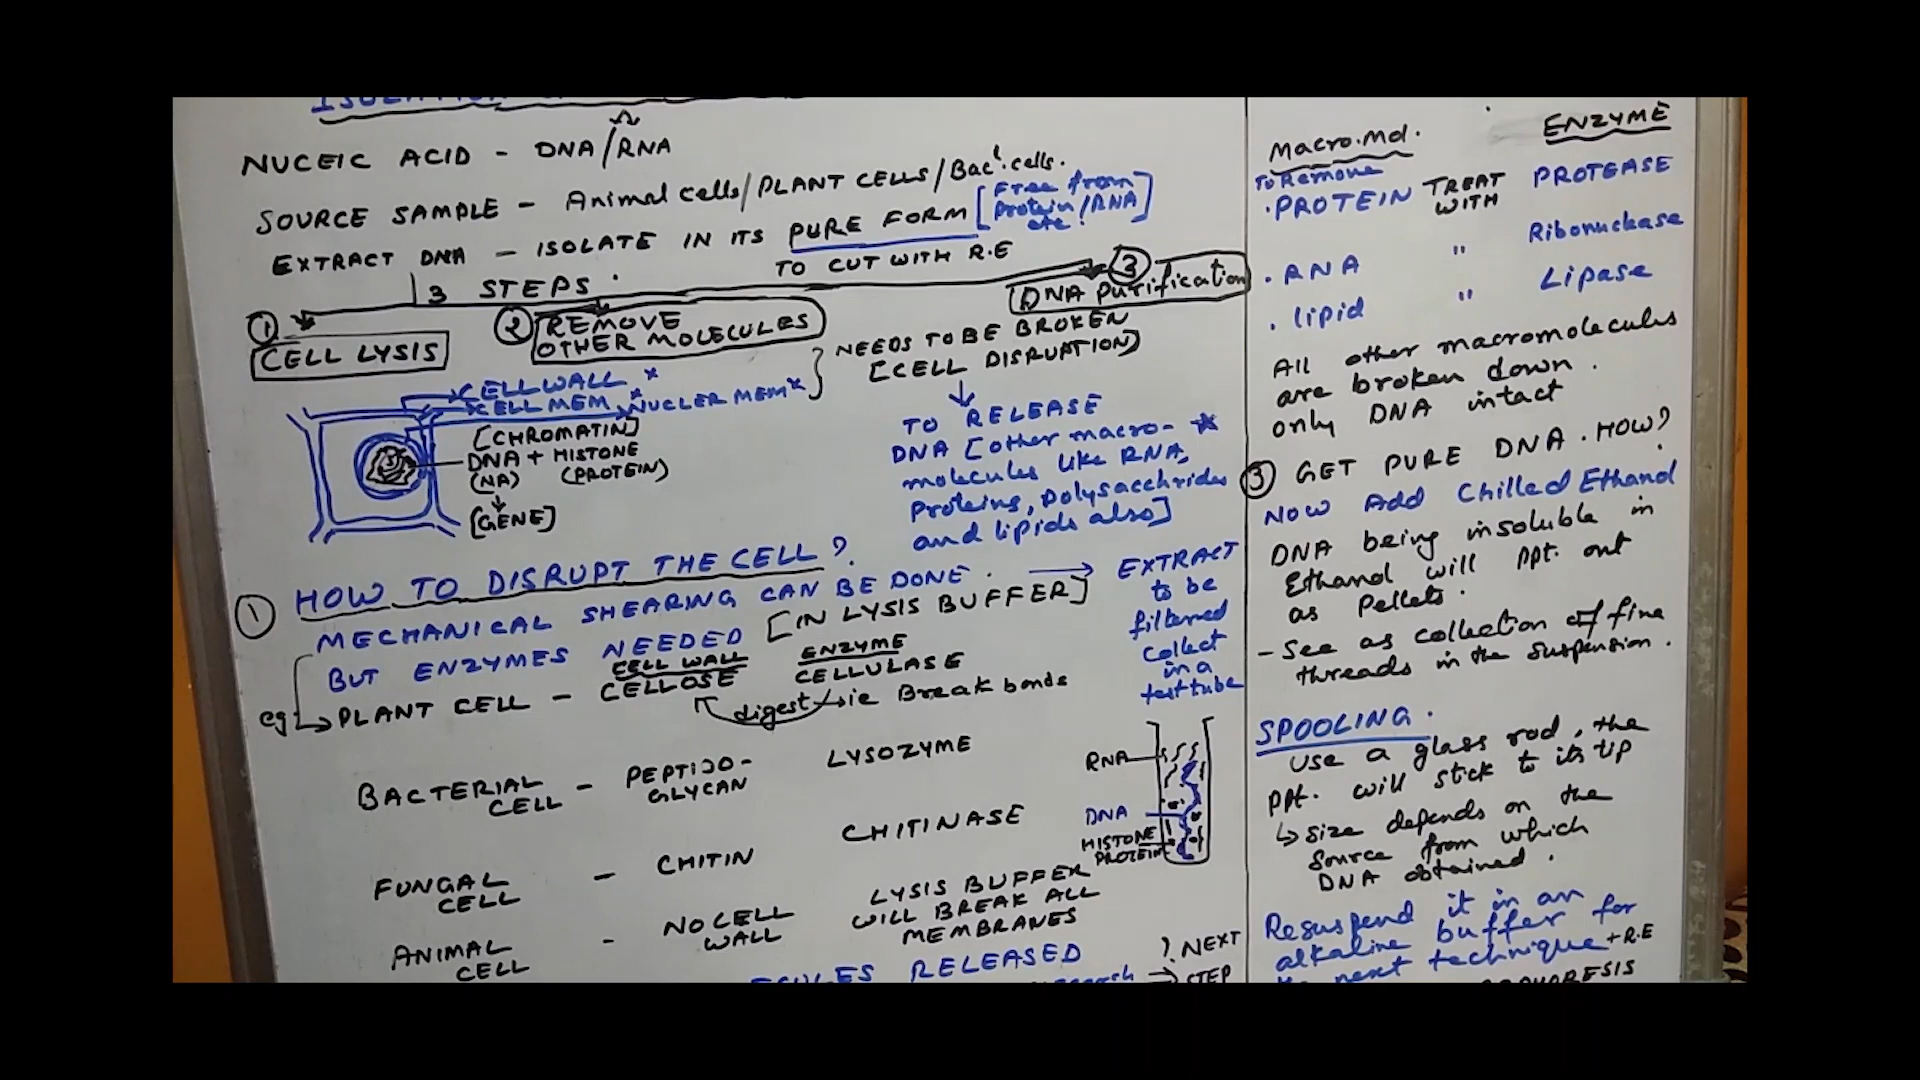 NUCEIC ACID - DNA/RNA
SOURCE SAMPLE - Animal cells/PLANT CELLS/Bacl. cells.
EXTRACT DNA - ISOLATE IN ITS PURE FORM [Free from
Protein/RNA
etc.]
TO CUT WITH R.E
3 STEPS
① CELL LYSIS
② REMOVE
OTHER MOLECULES
③ DNA Purification
CELLWALL *
CELL MEM * NUCLER MEM*
} NEEDS TO BE BROKEN
[CELL DISRUATION]
[CHROMATIN]
DNA + HISTONE
(NA) (PROTEIN)
[GENE]
TO RELEASE
DNA [other macro- *
molecules like RNA,
Proteins, polysacchrides
and lipids also]
① HOW TO DISRUPT THE CELL?
MECHANICAL SHEARING CAN BE DONE.
BUT ENZYMES NEEDED [IN LYSIS BUFFER]
→ EXTRACT
to be
filtered
collect
in a
test tube
CELL WALL ENZYME
eg: → PLANT CELL - CELLOSE CELLULASE
digest → ie Break bonds
BACTERIAL CELL - PEPTIDO-
GLYCAN LYSOZYME
FUNGAL CELL - CHITIN CHITINASE
ANIMAL CELL - NO CELL
WALL LYSIS BUFFER
WILL BREAK ALL
MEMBRANES
RNA
DNA
HISTONE
PROTEIN
RELEASED
? NEXT
→ STEP
Macro.Mol. ENZYME
To Remove
. PROTEIN TREAT
WITH PROTEASE
. RNA " Ribonuclease
. lipid " Lipase
All other macromolecules
are broken down.
only DNA intact
③ GET PURE DNA. HOW?
NOW Add Chilled Ethanol
DNA being insoluble in
Ethanol will ppt. out
as Pellets.
- See as collection of fine
threads in the suspension.
SPOOLING.
use a glass rod, the
ppt. will stick to its tip
↳ size depends on the
source from which
DNA obtained.
Resuspend it in an
alkaline buffer for
next technique + R.E